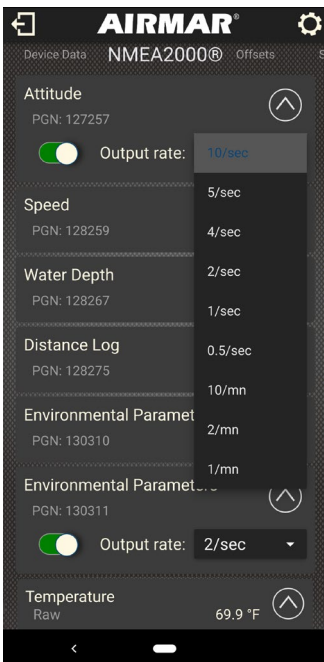 AIRMAR®
Device Data NMEA2000® Offsets S
Attitude
PGN: 127257
Output rate: 10/sec
5/sec
Speed
PGN: 128259
4/sec
2/sec
Water Depth
PGN: 128267
1/sec
Distance Log
PGN: 128275
0.5/sec
10/mn
Environmental Paramet
PGN: 130310
2/mn
1/mn
Environmental Parameters
PGN: 130311
Output rate: 2/sec
Temperature
Raw 69.9 °F